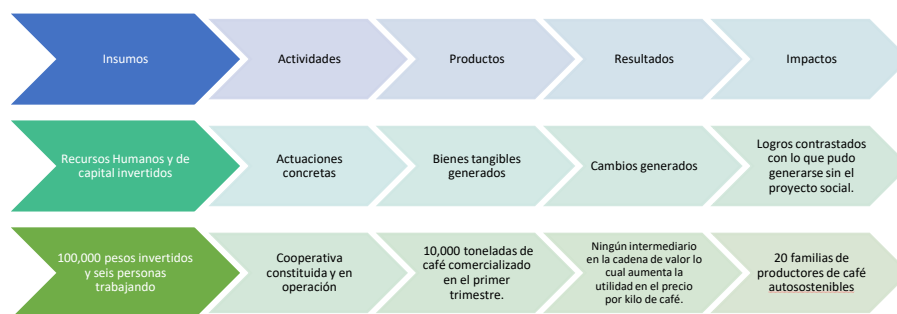 Insumos
Actividades
Productos
Resultados
Impactos
Recursos Humanos y de
capital invertidos
Actuaciones
concretas
Bienes tangibles
generados
Cambios generados
Logros contrastados
con lo que pudo
generarse sin el
proyecto social.
100,000 pesos invertidos
y seis personas
trabajando
Cooperativa
constituida y en
operación
10,000 toneladas de
café comercializado
en el primer
trimestre.
Ningún intermediario
en la cadena de valor lo
cual aumenta la
utilidad en el precio
por kilo de café.
20 familias de
productores de café
autosostenibles